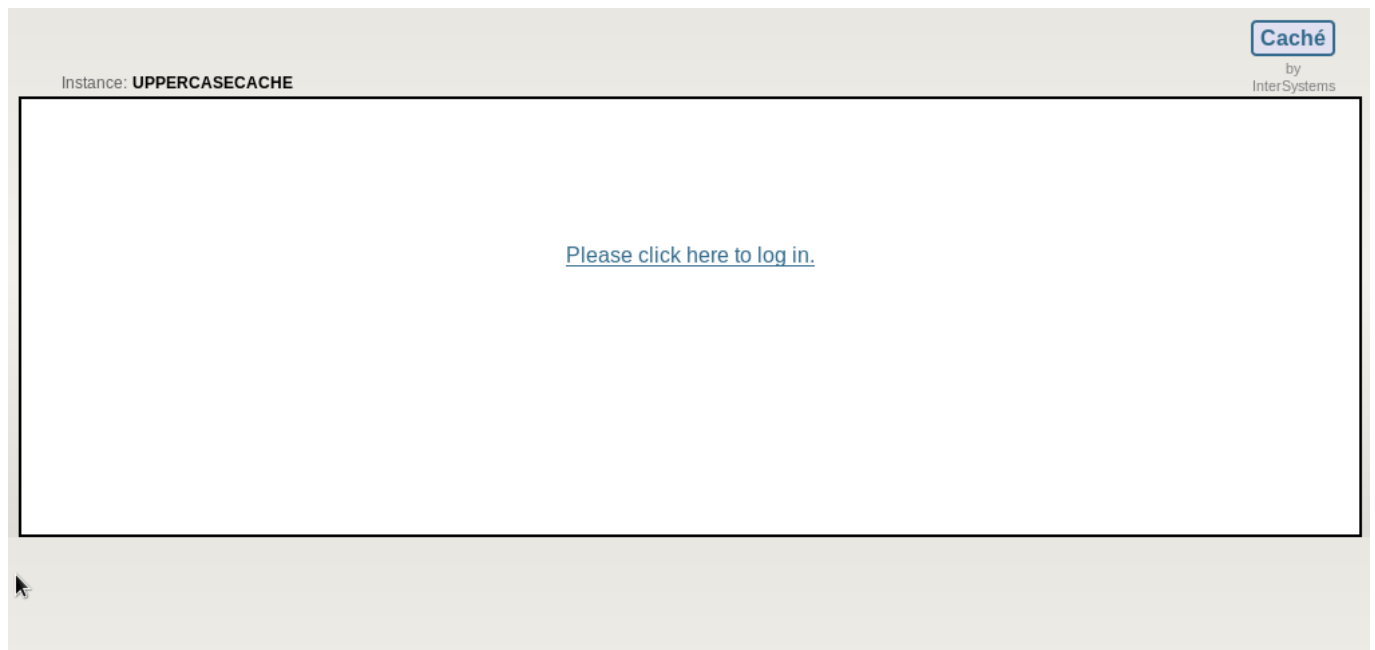 Caché
by
InterSystems
Instance: UPPERCASECACHE
Please click here to log in.